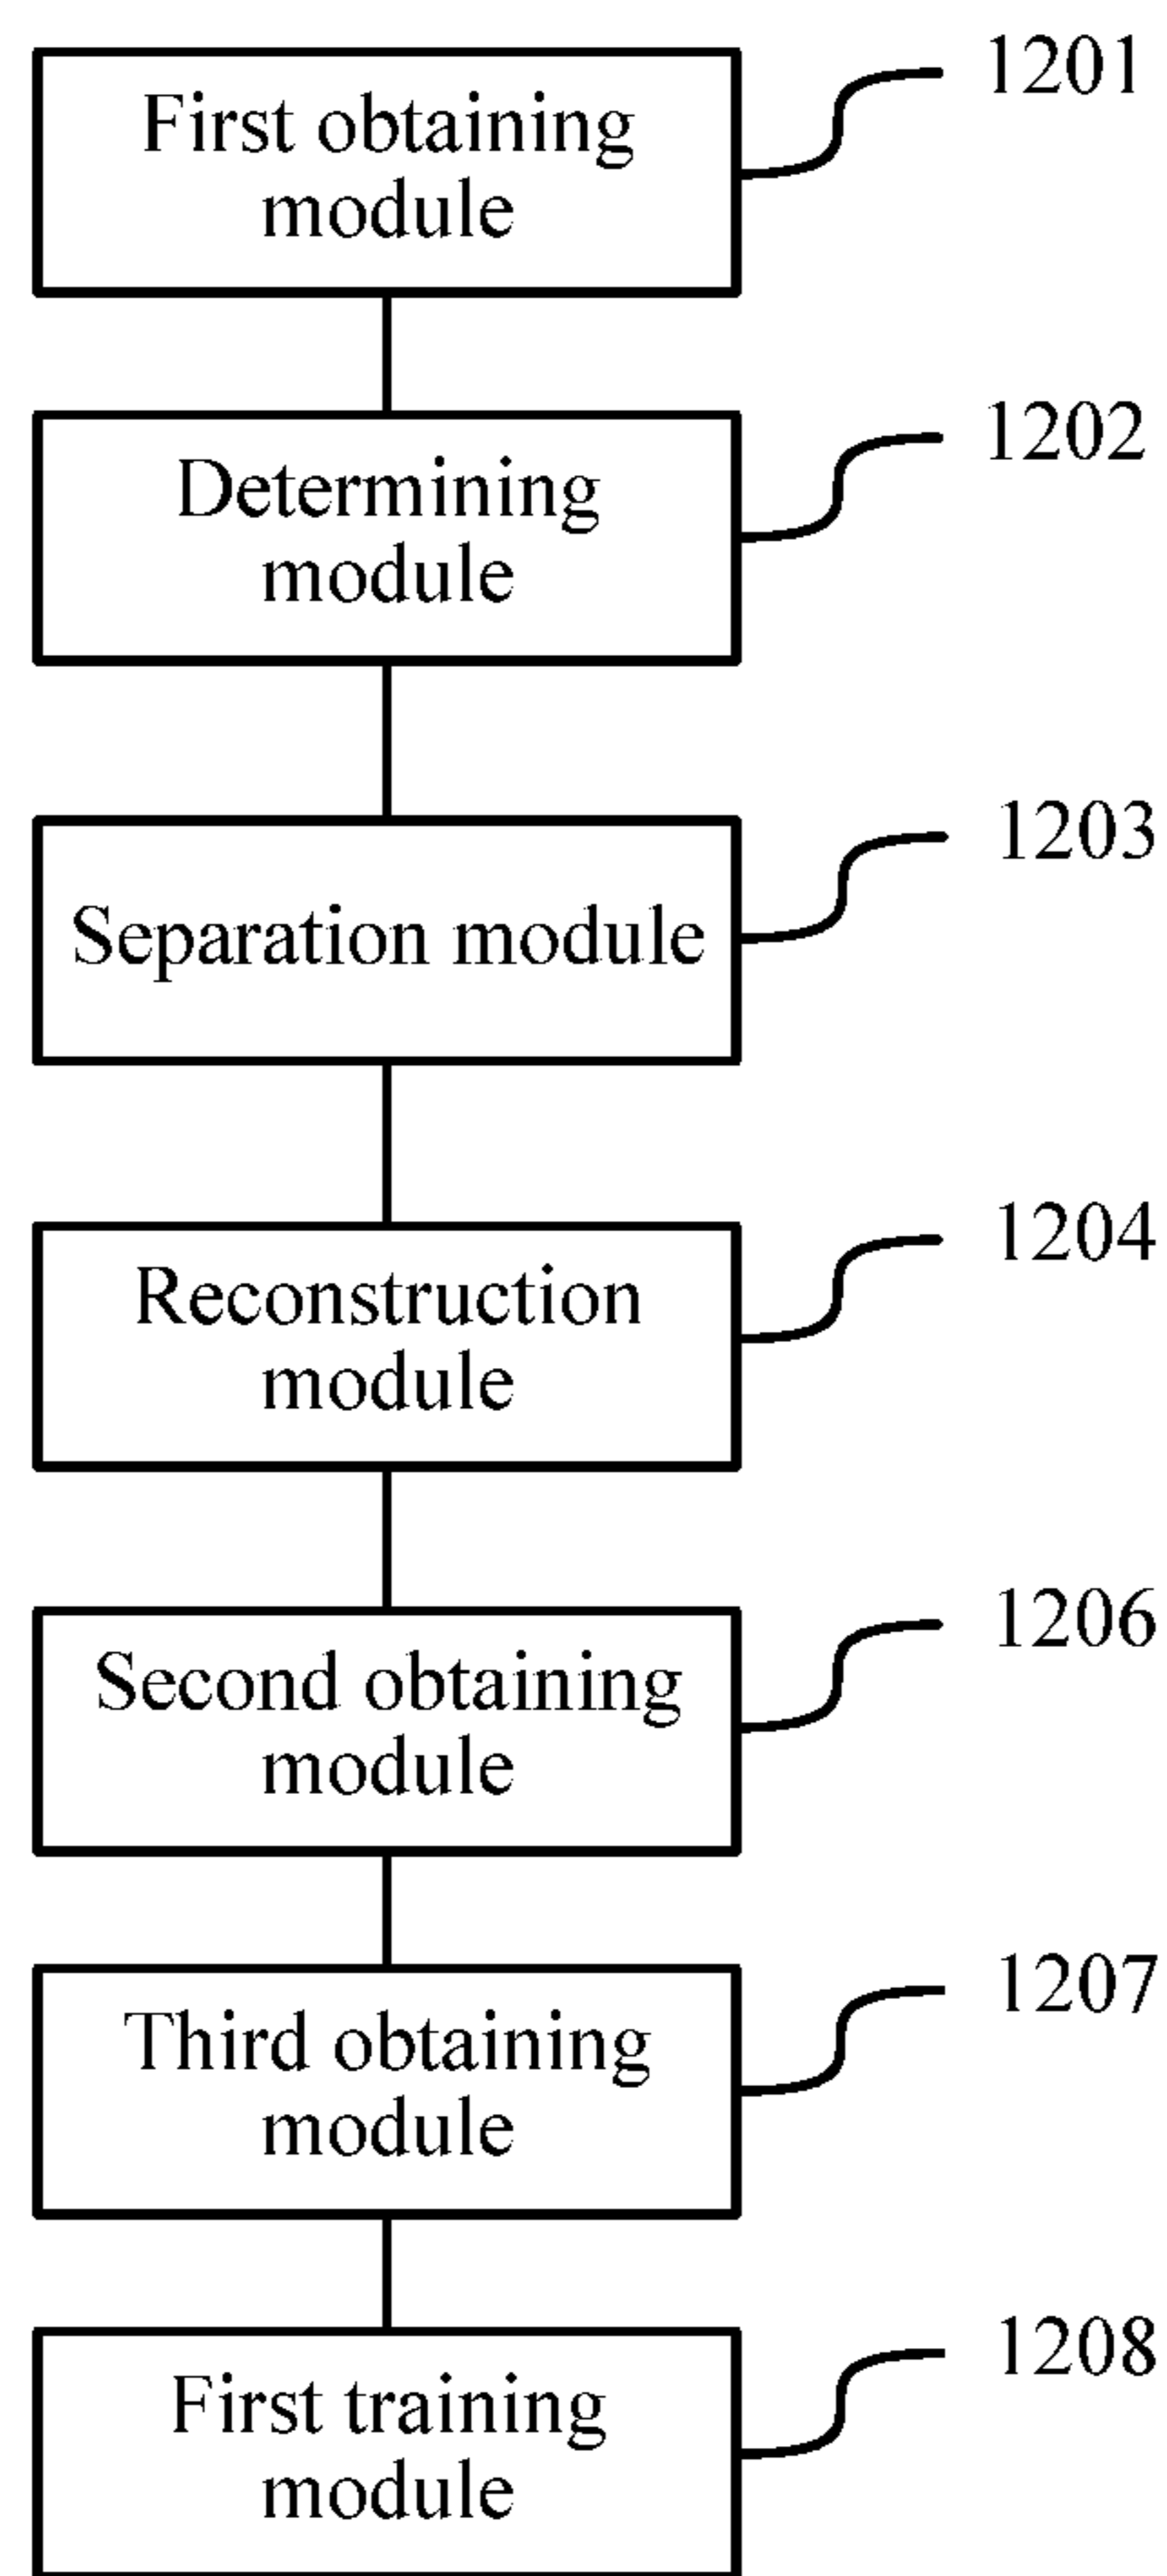 First obtaining
module
1201
Determining
module
1202
Separation module
1203
Reconstruction
module
1204
Second obtaining
module
1206
Third obtaining
module
1207
First training
module
1208